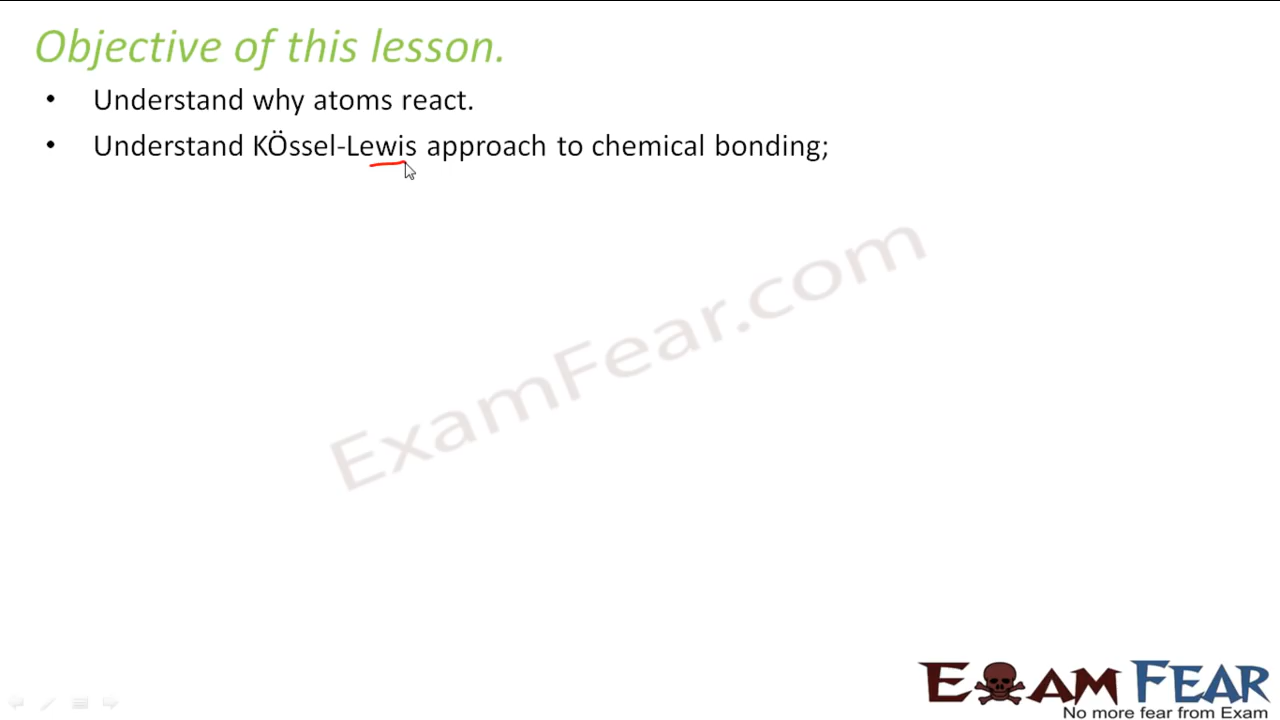 Objective of this lesson.
• Understand why atoms react.
• Understand KÖssel-Lewis approach to chemical bonding;
ExamFear.com
EXAM FEAR
No more fear from Exam